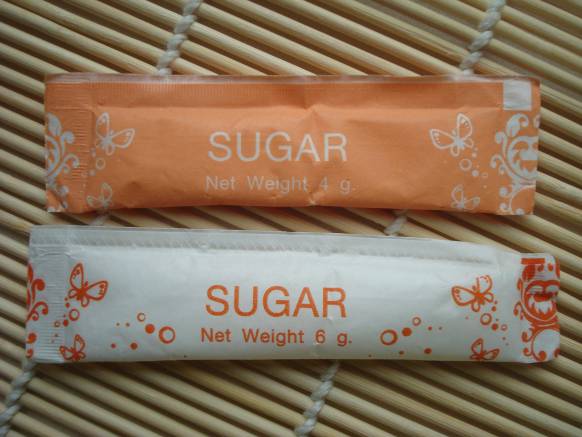 SUGAR
Net Weight 4 g.
SUGAR
Net Weight 6 g.